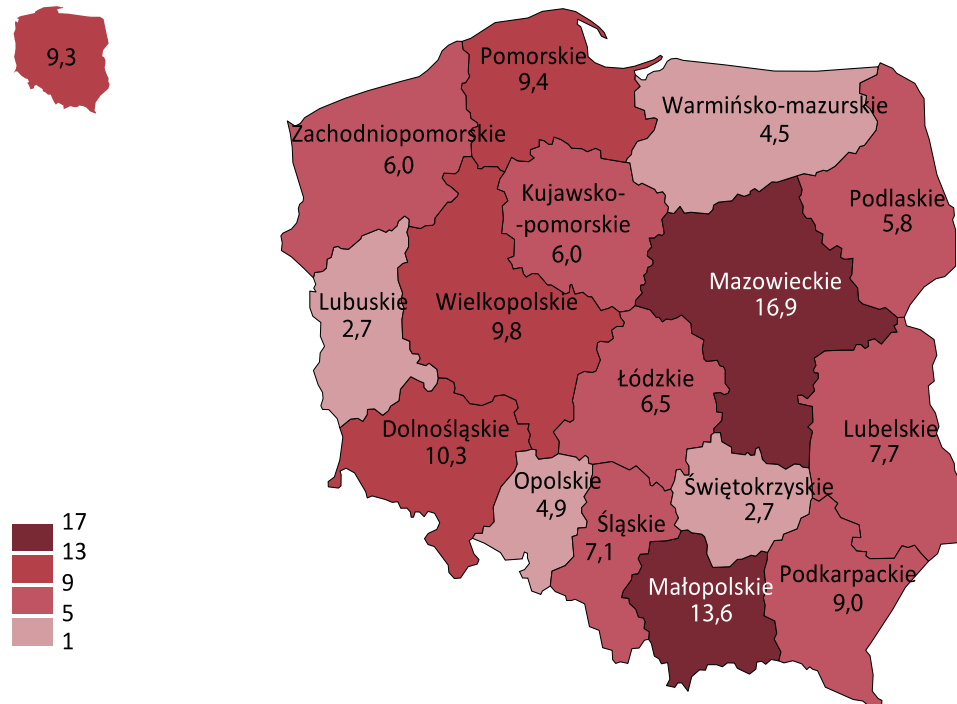 9,3
Pomorskie
9,4
Warmińsko-mazurskie
4,5
Zachodniopomorskie
6,0
Kujawsko-
-pomorskie
6,0
Podlaskie
5,8
Mazowieckie
16,9
Lubuskie
2,7
Wielkopolskie
9,8
Łódzkie
6,5
Dolnośląskie
10,3
Lubelskie
7,7
Opolskie
4,9
Świętokrzyskie
2,7
Śląskie
7,1
Małopolskie
13,6
Podkarpackie
9,0
17
13
9
5
1